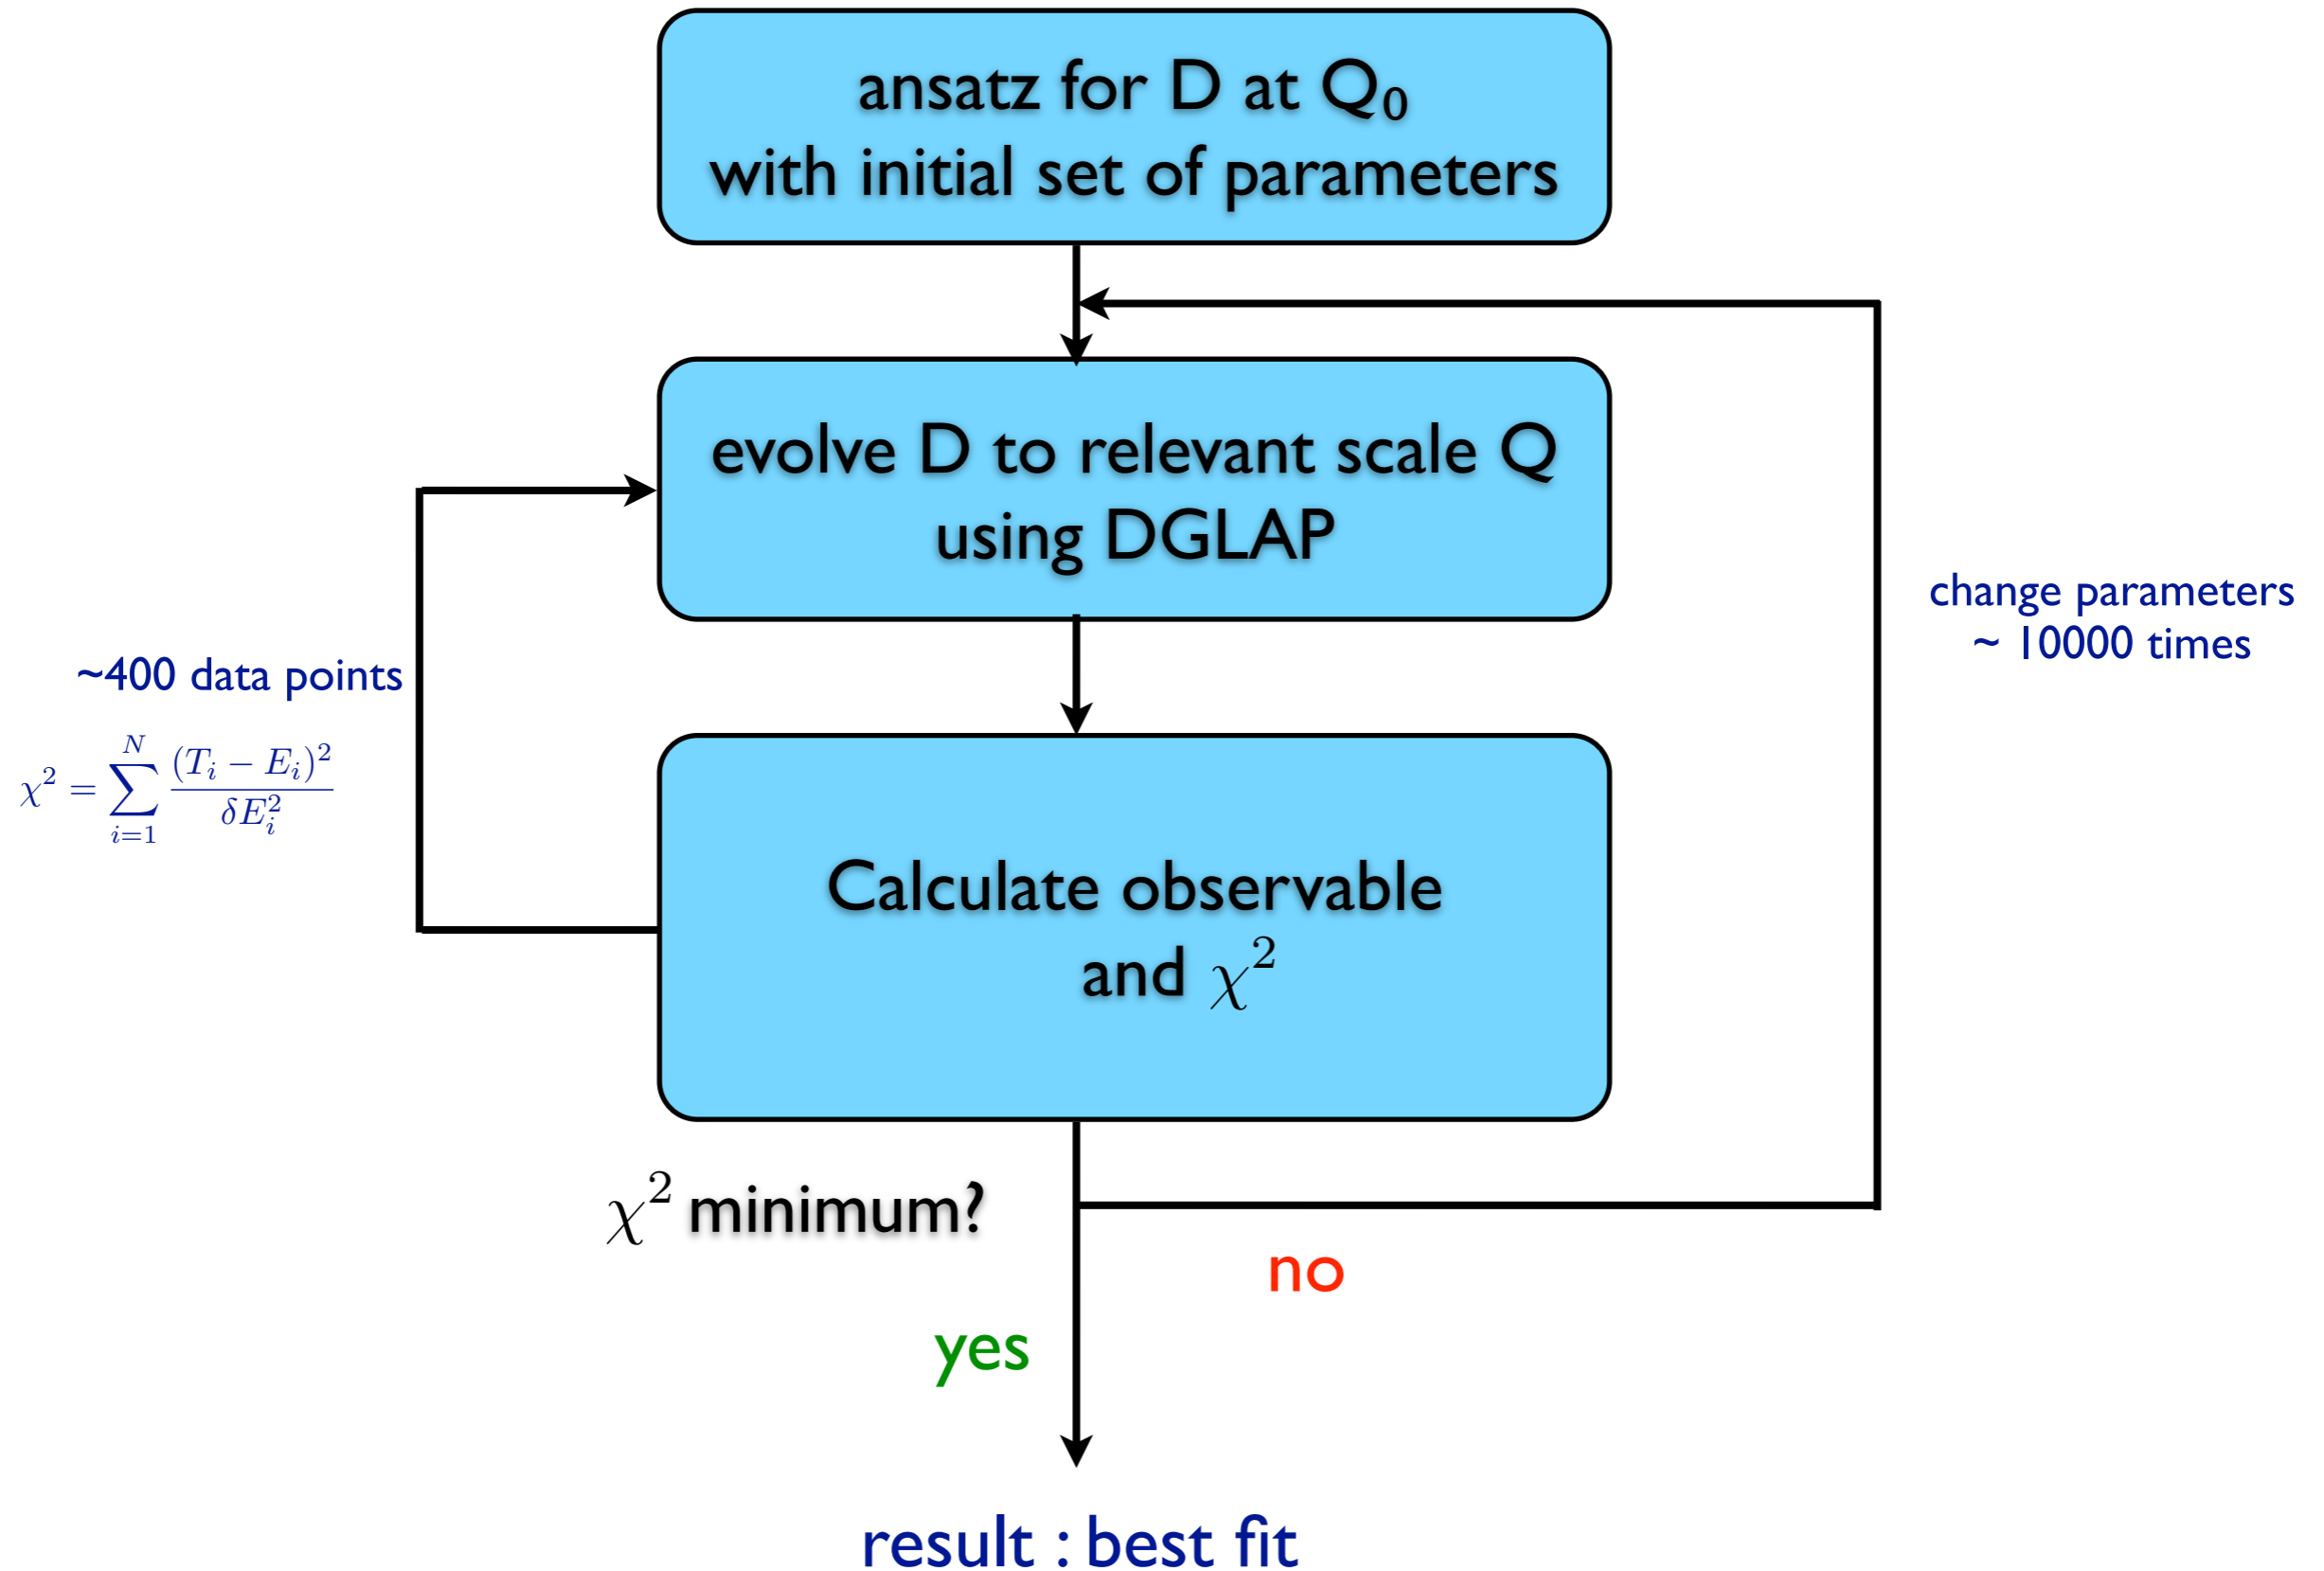 ansatz for D at Q₀
with initial set of parameters
evolve D to relevant scale Q
using DGLAP
change parameters
~ 10000 times
~400 data points
χ² = ∑_{i=1}^{N} (T_i − E_i)² / δE_i²
Calculate observable
and χ²
χ² minimum?
no
yes
result : best fit